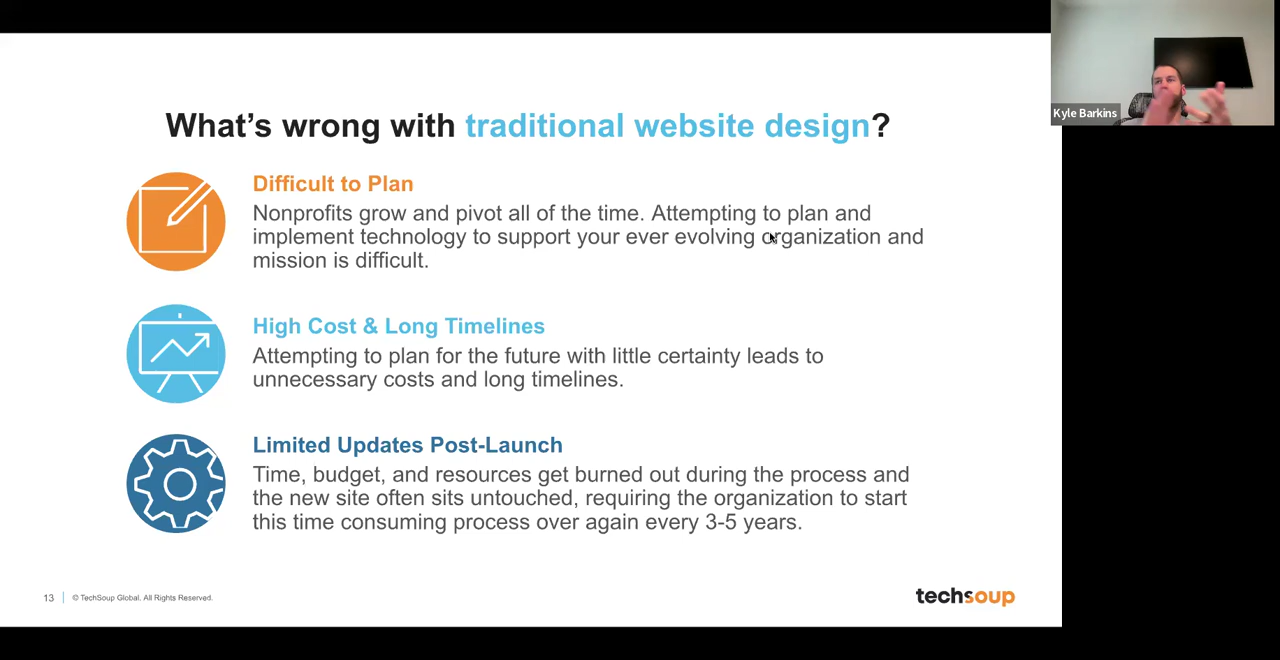 What's wrong with traditional website design?
Difficult to Plan
Nonprofits grow and pivot all of the time. Attempting to plan and
implement technology to support your ever evolving organization and
mission is difficult.
High Cost & Long Timelines
Attempting to plan for the future with little certainty leads to
unnecessary costs and long timelines.
Limited Updates Post-Launch
Time, budget, and resources get burned out during the process and
the new site often sits untouched, requiring the organization to start
this time consuming process over again every 3-5 years.
13 | © TechSoup Global. All Rights Reserved.
techsoup
Kyle Barkins